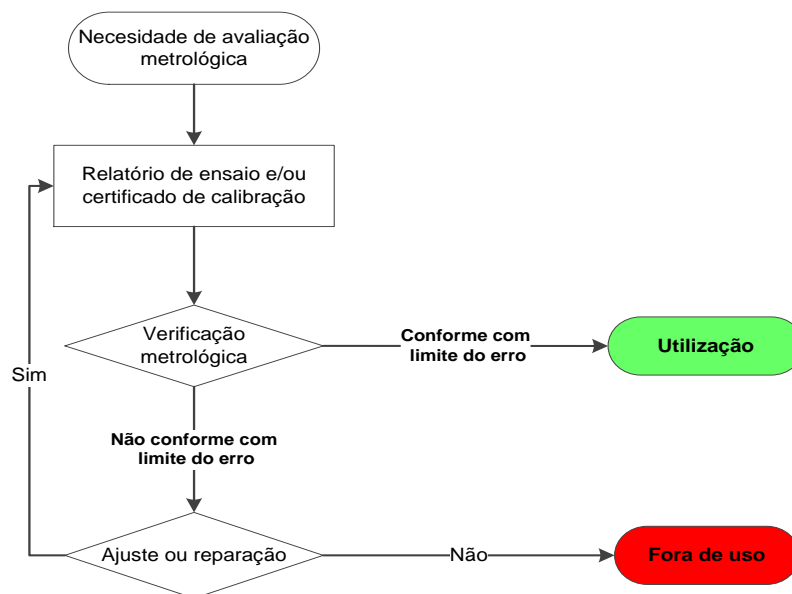 Necesidade de avaliação
metrológica
Relatório de ensaio e/ou
certificado de calibração
Verificação
metrológica
Conforme com
limite do erro
Utilização
Sim
Não conforme com
limite do erro
Ajuste ou reparação
Não
Fora de uso